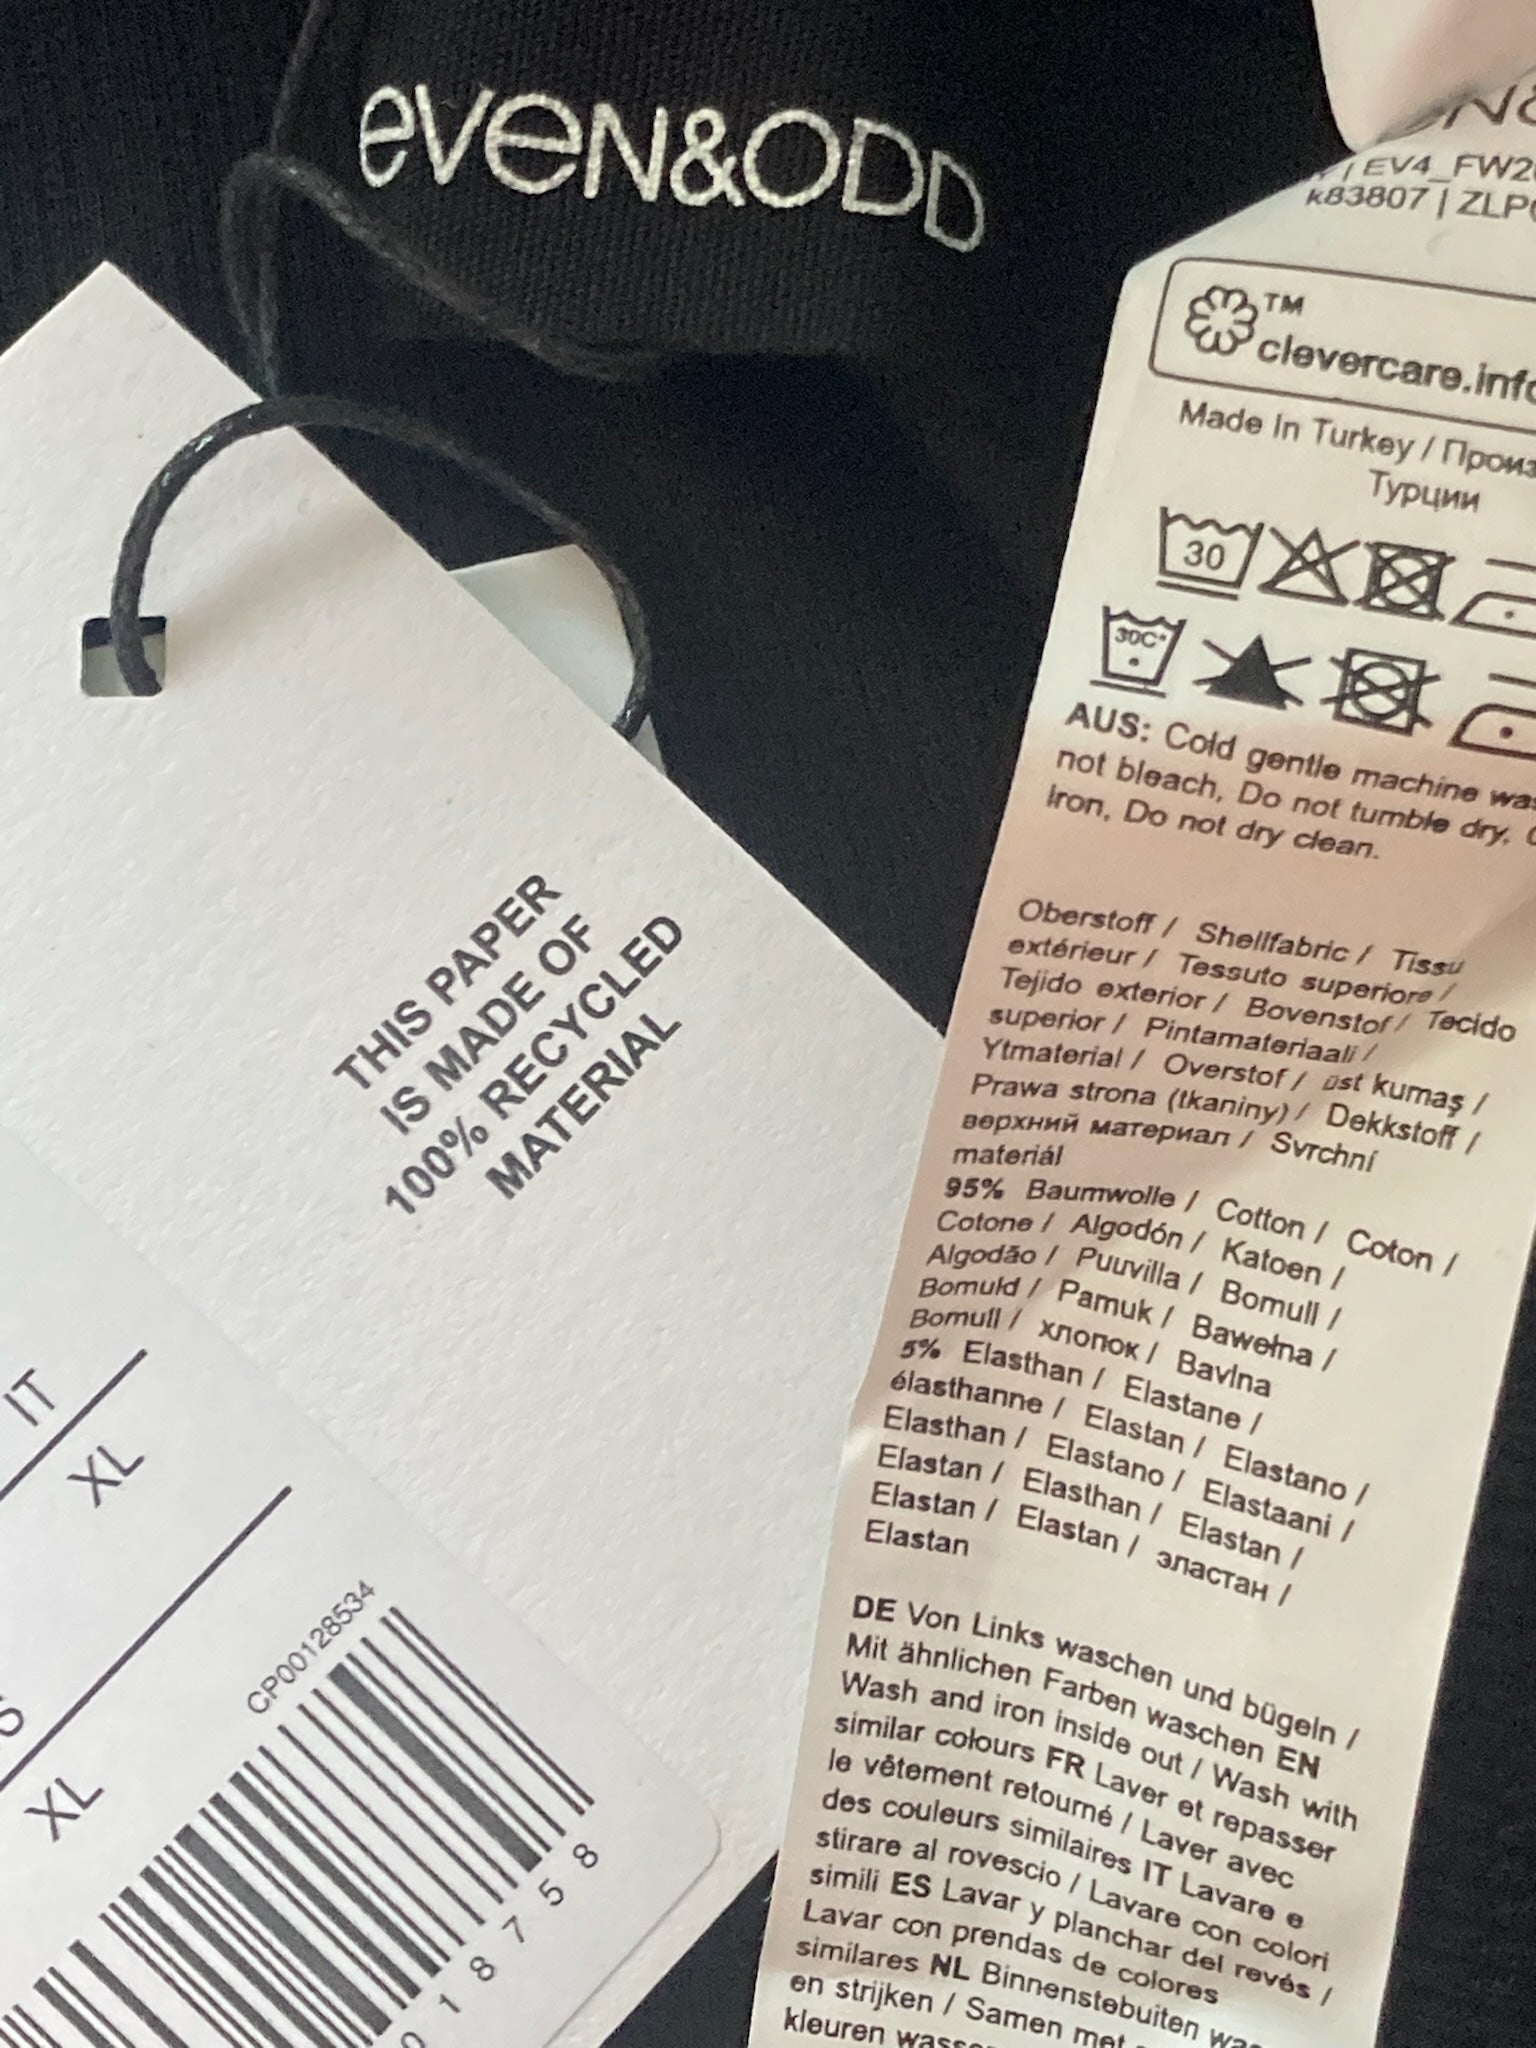 eveN&ODD
EV4_FW2
k83807 | ZLP
TM
clevercare.info
Made In Turkey /
Турции
30
30C°
AUS: Cold gentle machine
not bleach, Do not tumble dry,
Iron, Do not dry clean.
Oberstoff / Shellfabric / Tissu
extérieur / Tessuto superiore /
Tejido exterior / Bovenstof / Tecido
superior / Pintamateriaali /
Ytmaterial / Overstof / üst kumaş /
Prawa strona (tkaniny) / Dekkstoff /
верхний материал / Svrchní
materiál
95% Baumwolle / Cotton / Coton /
Cotone / Algodón / Katoen /
Algodão / Puuvilla / Bomull /
Bomuld / Pamuk / Bawełna /
Bomull / хлопок / Bavlna
5% Elasthan / Elastane /
élasthanne / Elastan / Elastano /
Elasthan / Elastano / Elastaani /
Elastan / Elasthan / Elastan /
Elastan / Elastan / эластан /
Elastan
DE Von Links waschen und bügeln /
Mit ähnlichen Farben waschen EN
Wash and iron inside out / Wash with
similar colours FR Laver et repasser
le vêtement retourné / Laver avec
des couleurs similaires IT Lavare e
stirare al rovescio / Lavare con colori
simili ES Lavar y planchar del revés /
Lavar con prendas de colores
similares NL Binnenstebuiten
en strijken / Samen met
kleuren
THIS PAPER
IS MADE OF
100% RECYCLED
MATERIAL
IT
XL
S
XL
CP00128534
018758